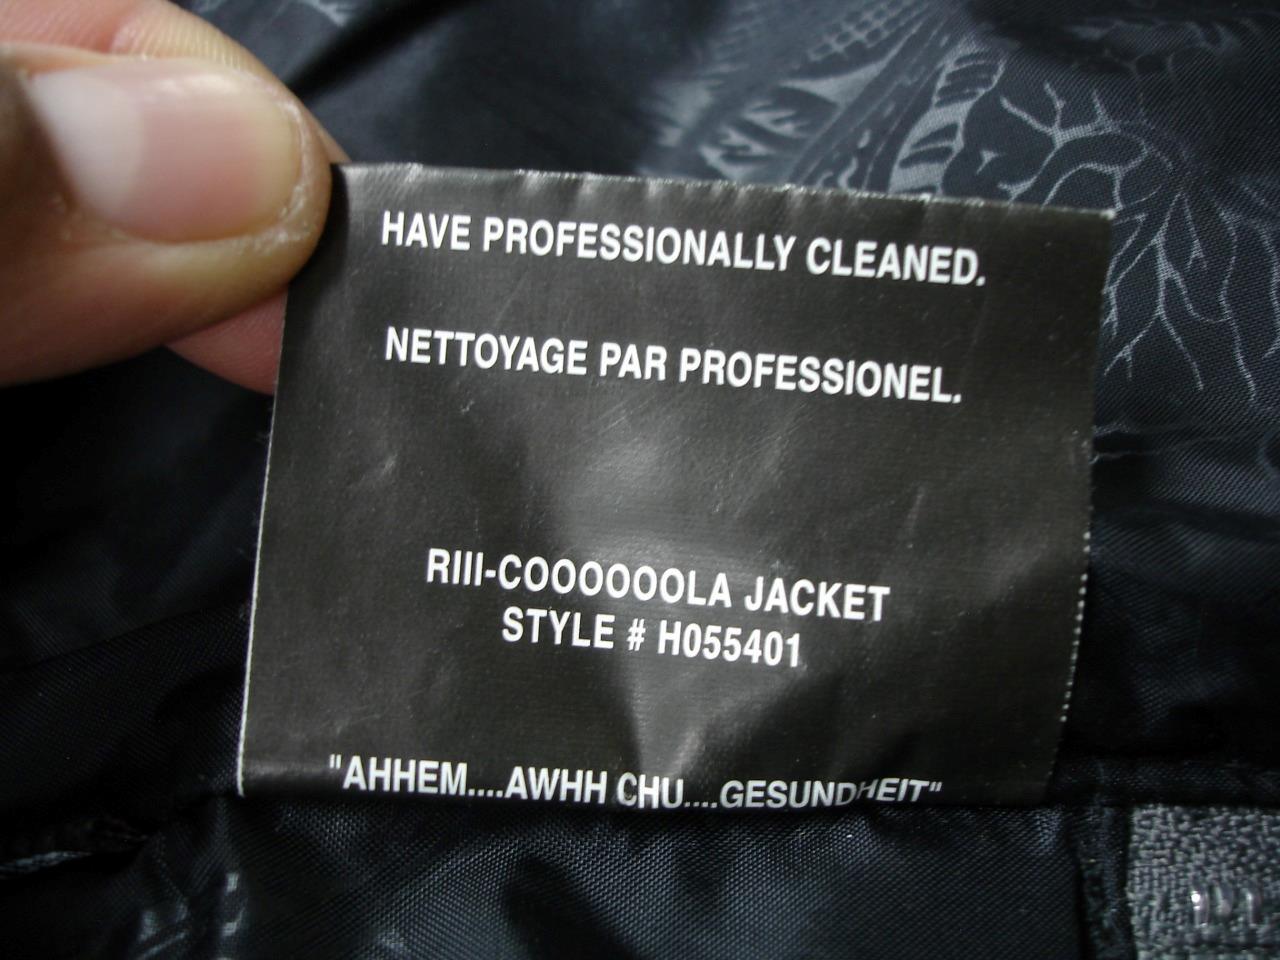 HAVE PROFESSIONALLY CLEANED.
NETTOYAGE PAR PROFESSIONEL.
RIII-COOOOOOLA JACKET
STYLE # H055401
"AHHEM....AWHH CHU....GESUNDHEIT"